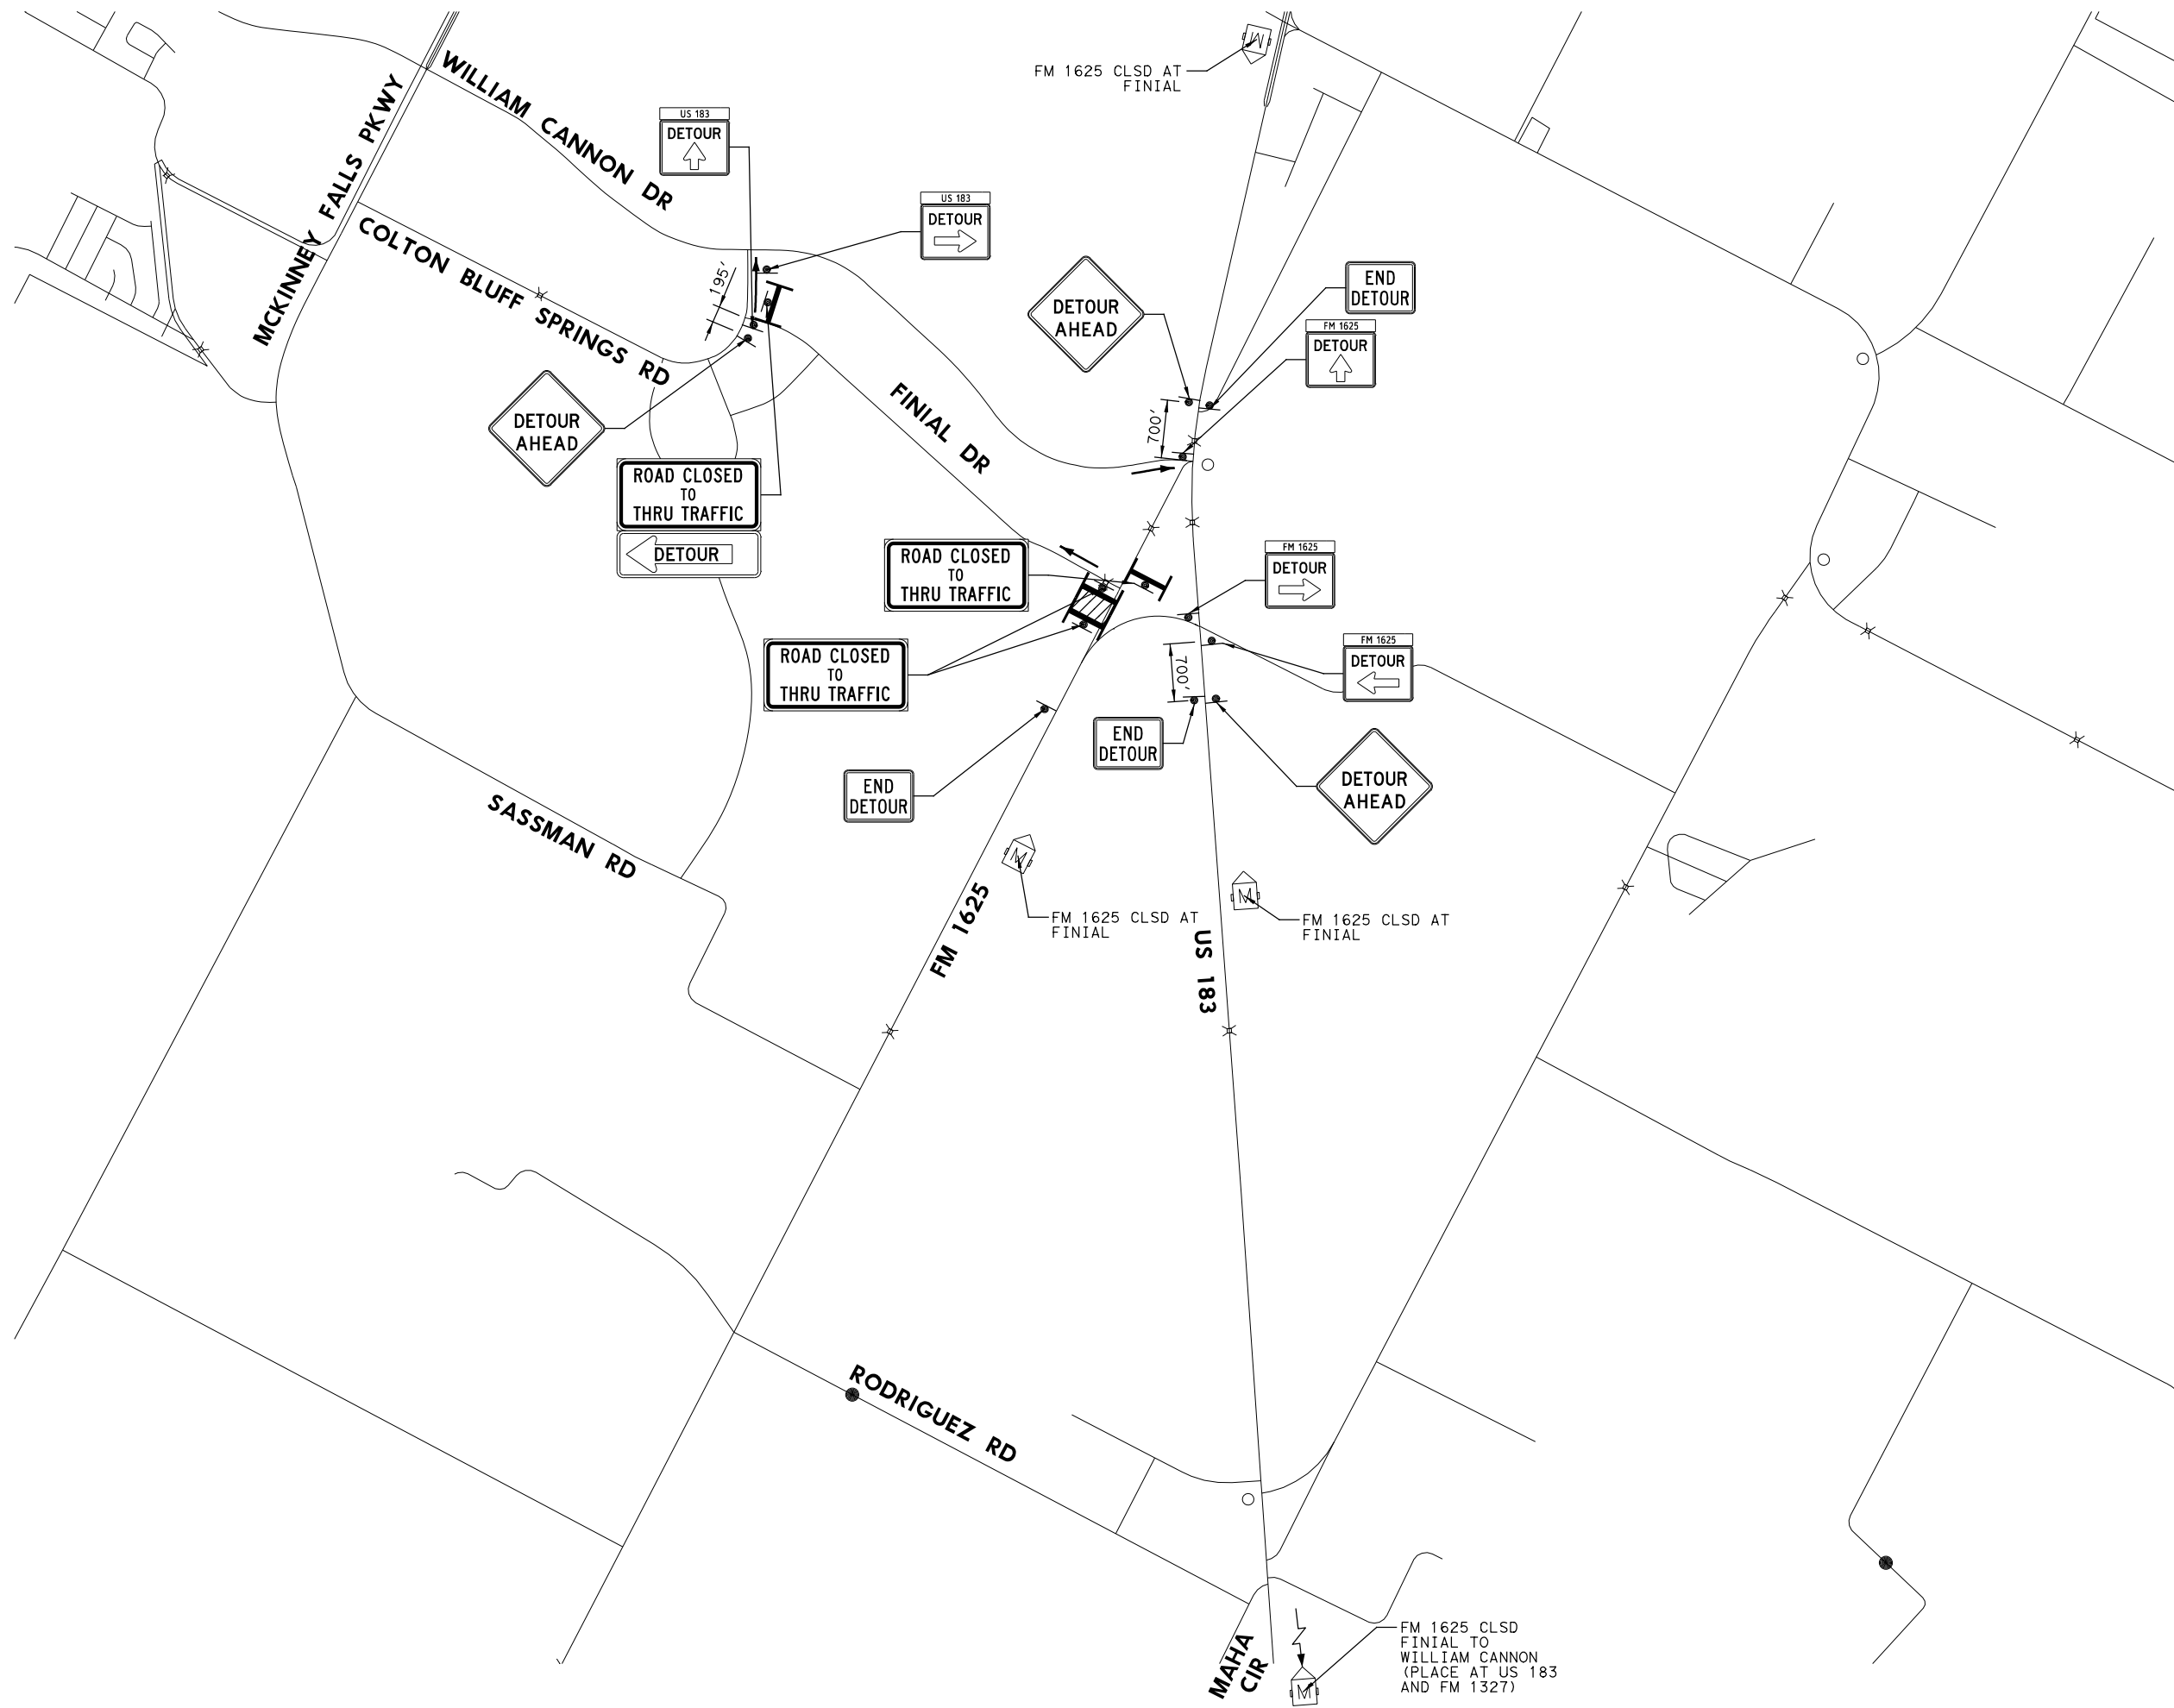 FM 1625 CLSD AT
FINIAL
M
WILLIAM CANNON DR
MCKINNEY FALLS PKWY
US 183
DETOUR
COLTON BLUFF SPRINGS RD
195'
US 183
DETOUR
DETOUR
AHEAD
END
DETOUR
FM 1625
DETOUR
700'
DETOUR
AHEAD
FINIAL DR
ROAD CLOSED
TO
THRU TRAFFIC
DETOUR
ROAD CLOSED
TO
THRU TRAFFIC
FM 1625
DETOUR
ROAD CLOSED
TO
THRU TRAFFIC
700'
FM 1625
DETOUR
END
DETOUR
END
DETOUR
DETOUR
AHEAD
SASSMAN RD
M
FM 1625 CLSD AT
FINIAL
M
FM 1625 CLSD AT
FINIAL
FM 1625
US 183
RODRIGUEZ RD
MAHA
CIR
M
FM 1625 CLSD
FINIAL TO
WILLIAM CANNON
(PLACE AT US 183
AND FM 1327)